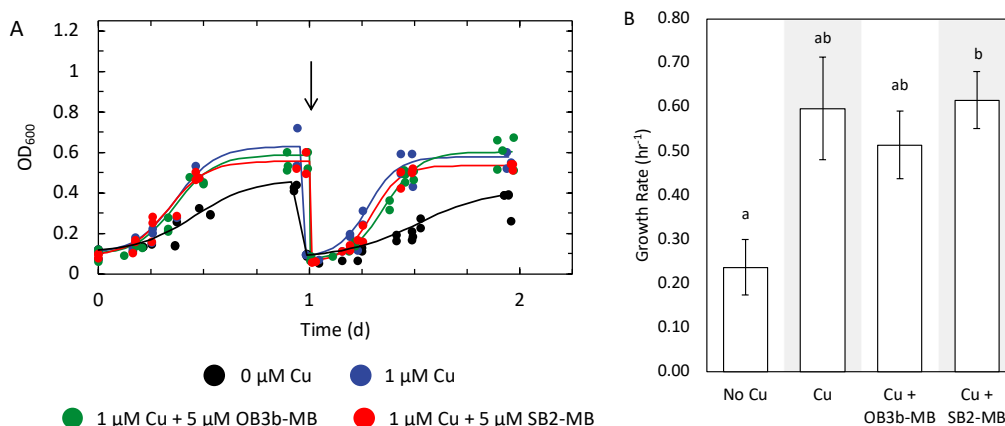 A
1.2
1
0.8
0.6
0.4
0.2
0
OD600
0
1
2
Time (d)
0 µM Cu
1 µM Cu
1 µM Cu + 5 µM OB3b-MB
1 µM Cu + 5 µM SB2-MB
B
0.80
0.70
0.60
0.50
0.40
0.30
0.20
0.10
0.00
Growth Rate (hr-1)
a
ab
ab
b
No Cu
Cu
Cu +
OB3b-MB
Cu +
SB2-MB